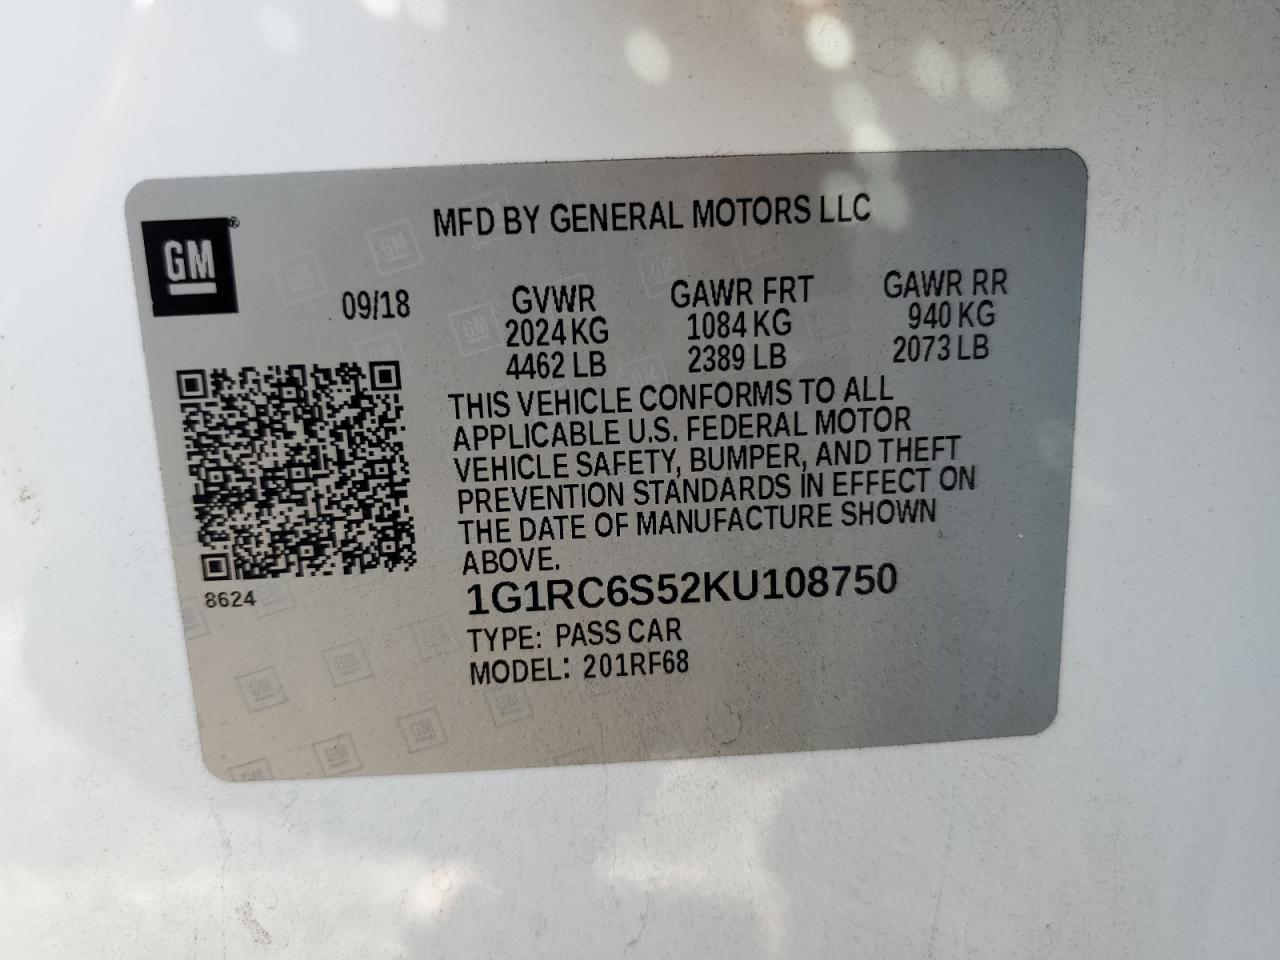 MFD BY GENERAL MOTORS LLC
GM®
09/18
GVWR GAWR FRT GAWR RR
2024 KG 1084 KG 940 KG
4462 LB 2389 LB 2073 LB
THIS VEHICLE CONFORMS TO ALL
APPLICABLE U.S. FEDERAL MOTOR
VEHICLE SAFETY, BUMPER, AND THEFT
PREVENTION STANDARDS IN EFFECT ON
THE DATE OF MANUFACTURE SHOWN
ABOVE.
8624
1G1RC6S52KU108750
TYPE: PASS CAR
MODEL: 201RF68